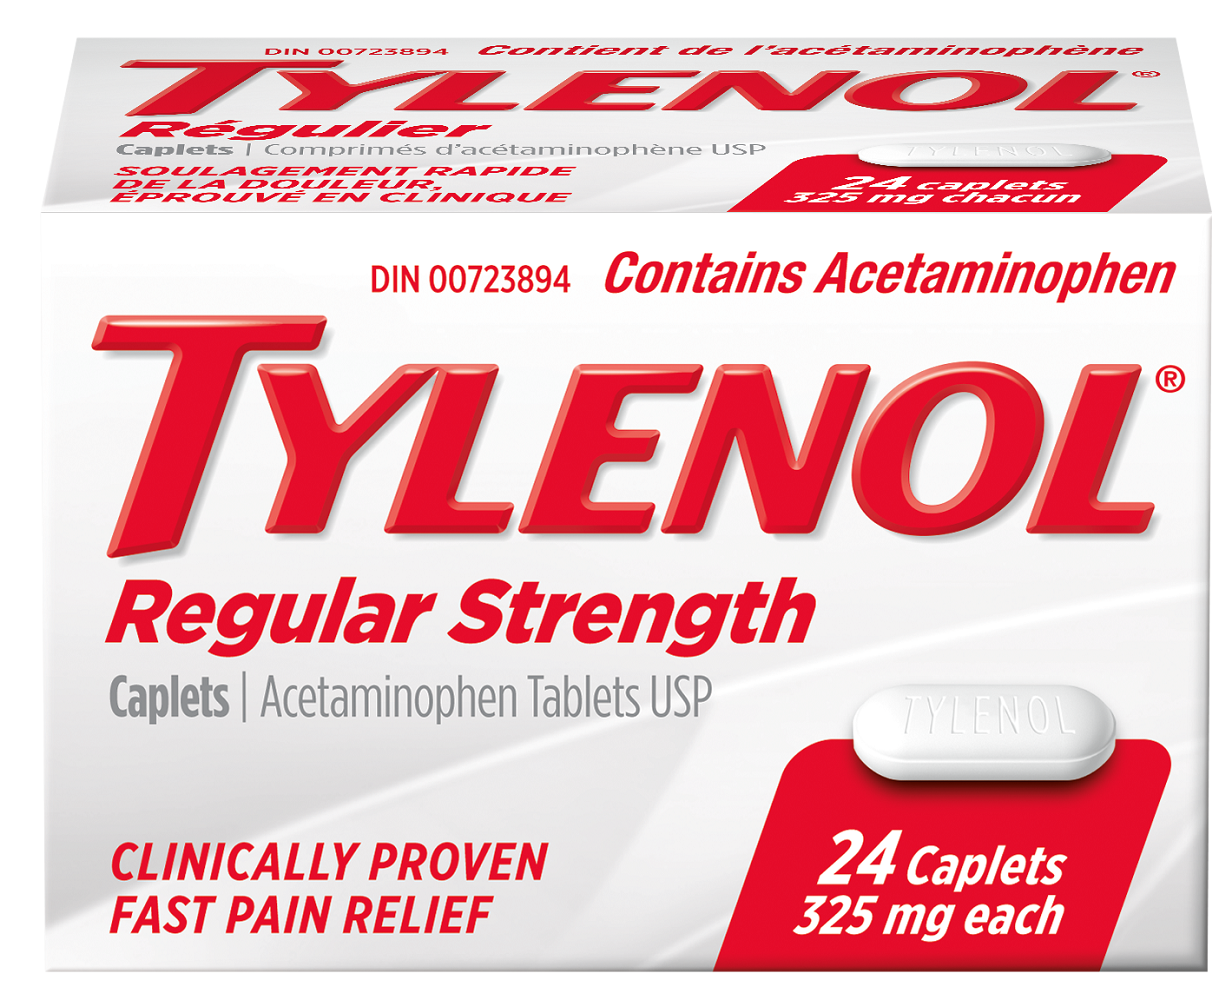 DIN 00723894 Contient de l'acétaminophène
TYLENOL®
Régulier
Caplets | Comprimés d'acétaminophène USP
SOULAGEMENT RAPIDE
DE LA DOULEUR,
ÉPROUVÉ EN CLINIQUE
TYLENOL
24 caplets
325 mg chacun
DIN 00723894 Contains Acetaminophen
TYLENOL®
Regular Strength
Caplets | Acetaminophen Tablets USP
TYLENOL
CLINICALLY PROVEN
FAST PAIN RELIEF
24 Caplets
325 mg each